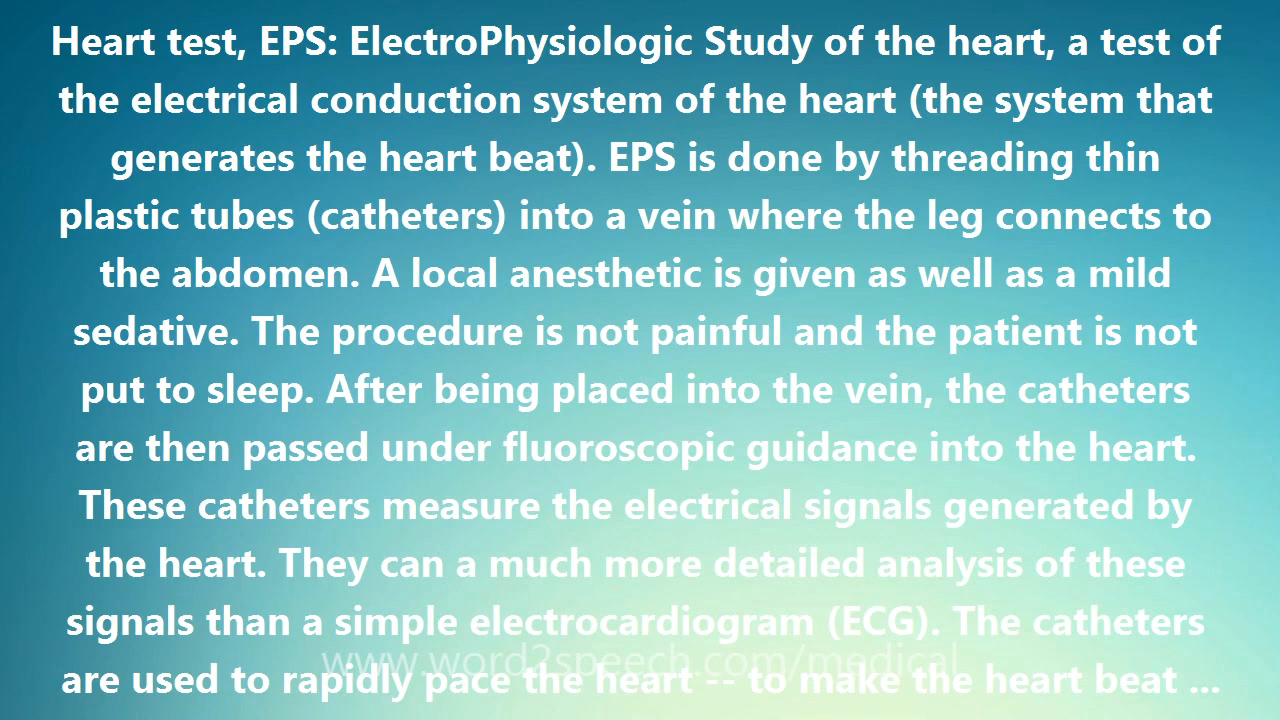 Heart test, EPS: ElectroPhysiologic Study of the heart, a test of
the electrical conduction system of the heart (the system that
generates the heart beat). EPS is done by threading thin
plastic tubes (catheters) into a vein where the leg connects to
the abdomen. A local anesthetic is given as well as a mild
sedative. The procedure is not painful and the patient is not
put to sleep. After being placed into the vein, the catheters
are then passed under fluoroscopic guidance into the heart.
These catheters measure the electrical signals generated by
the heart. They can a much more detailed analysis of these
signals than a simple electrocardiogram (ECG). The catheters
www.word2speech.com/medical
are used to rapidly pace the heart -- to make the heart beat ...